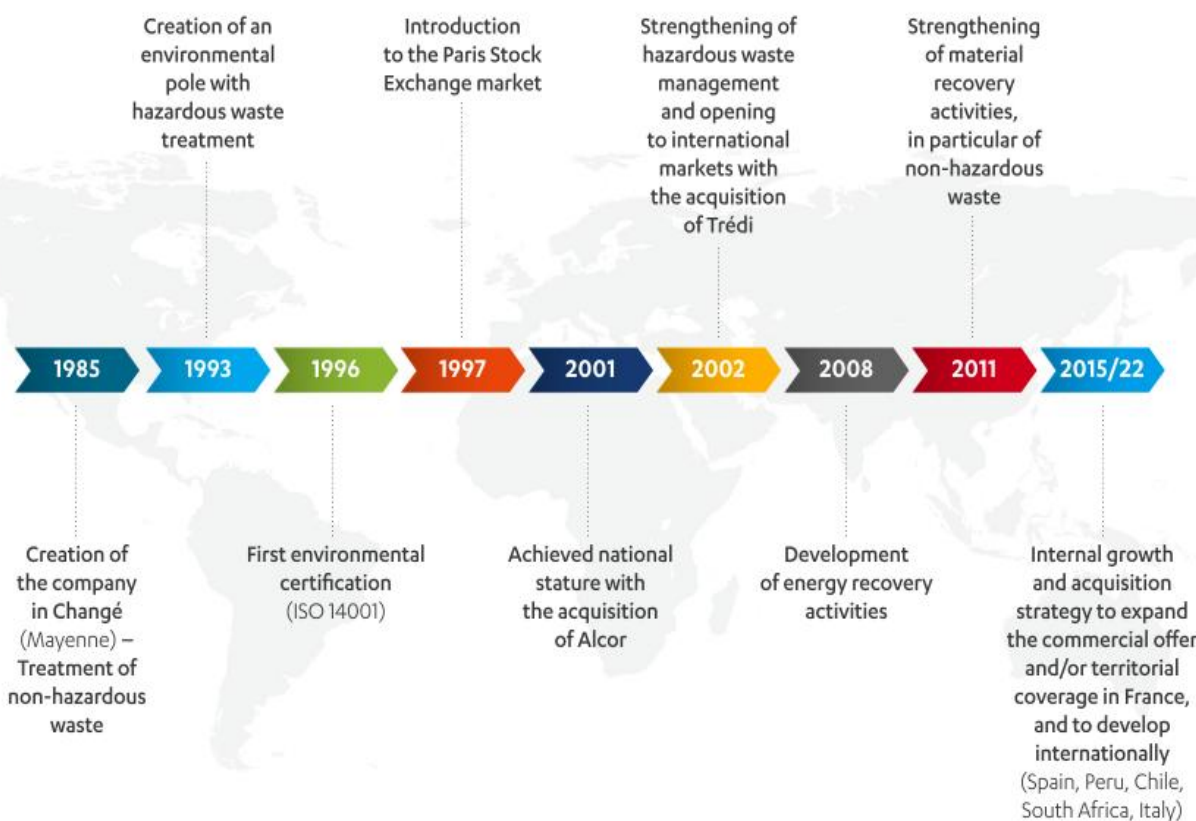 Creation of an
environmental
pole with
hazardous waste
treatment
Introduction
to the Paris Stock
Exchange market
Strengthening of
hazardous waste
management
and opening
to international
markets with
the acquisition
of Trédi
Strengthening
of material
recovery
activities,
in particular of
non-hazardous
waste
1985
1993
1996
1997
2001
2002
2008
2011
2015/22
Creation of
the company
in Changé
(Mayenne) –
Treatment of
non-hazardous
waste
First environmental
certification
(ISO 14001)
Achieved national
stature with
the acquisition
of Alcor
Development
of energy recovery
activities
Internal growth
and acquisition
strategy to expand
the commercial offer
and/or territorial
coverage in France,
and to develop
internationally
(Spain, Peru, Chile,
South Africa, Italy)